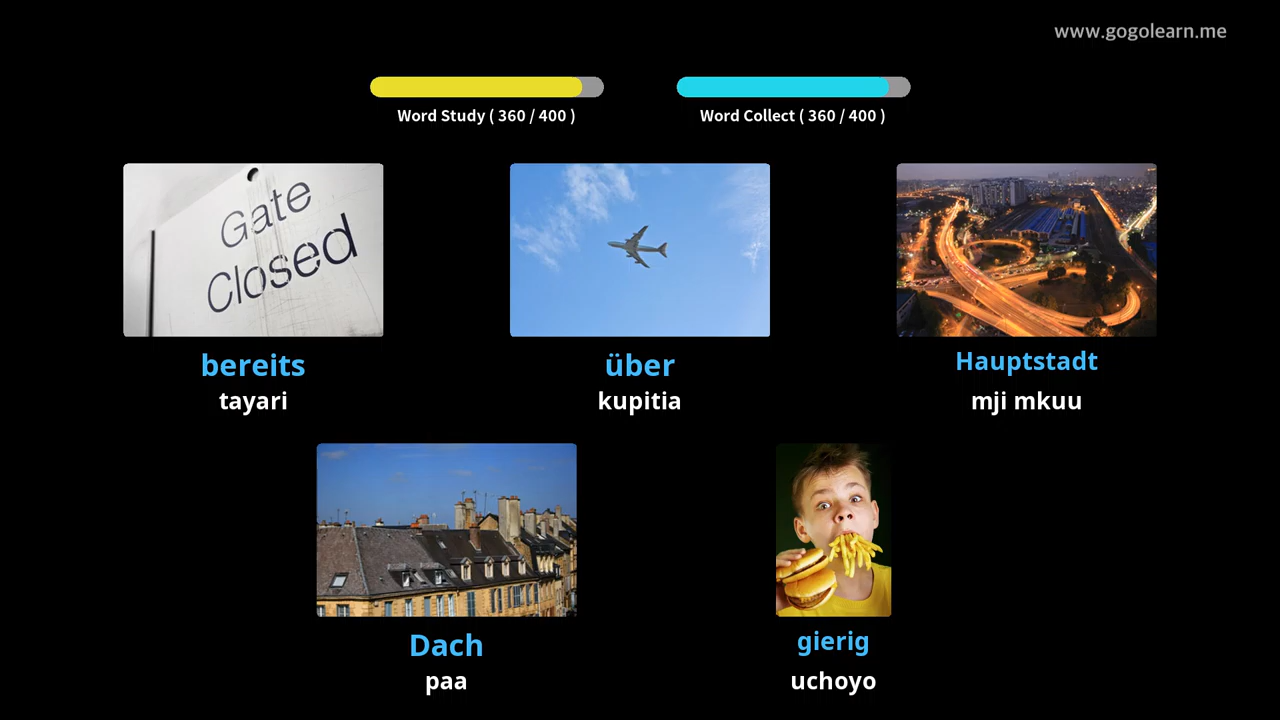 www.gogolearn.me
Word Study ( 360 / 400 )
Word Collect ( 360 / 400 )
Gate
Closed
bereits
tayari
über
kupitia
Hauptstadt
mji mkuu
Dach
paa
gierig
uchoyo